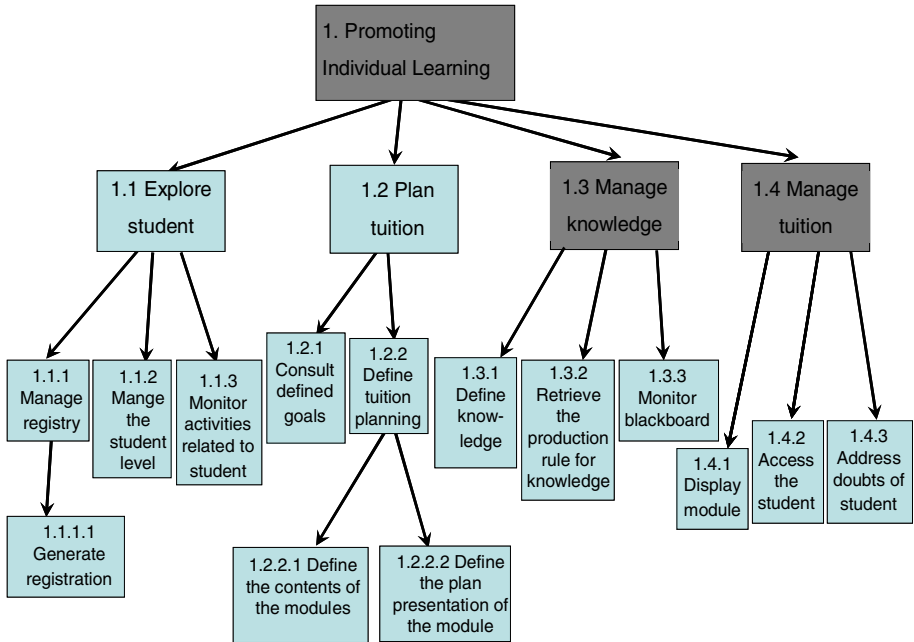 1. Promoting
Individual Learning
1.1 Explore
student
1.2 Plan
tuition
1.3 Manage
knowledge
1.4 Manage
tuition
1.1.1
Manage
registry
1.1.2
Mange
the
student
level
1.1.3
Monitor
activities
related to
student
1.2.1
Consult
defined
goals
1.2.2
Define
tuition
planning
1.3.1
Define
know-
ledge
1.3.2
Retrieve
the
production
rule for
knowledge
1.3.3
Monitor
blackboard
1.4.1
Display
module
1.4.2
Access
the
student
1.4.3
Address
doubts of
student
1.1.1.1
Generate
registration
1.2.2.1 Define
the contents of
the modules
1.2.2.2 Define
the plan
presentation of
the module